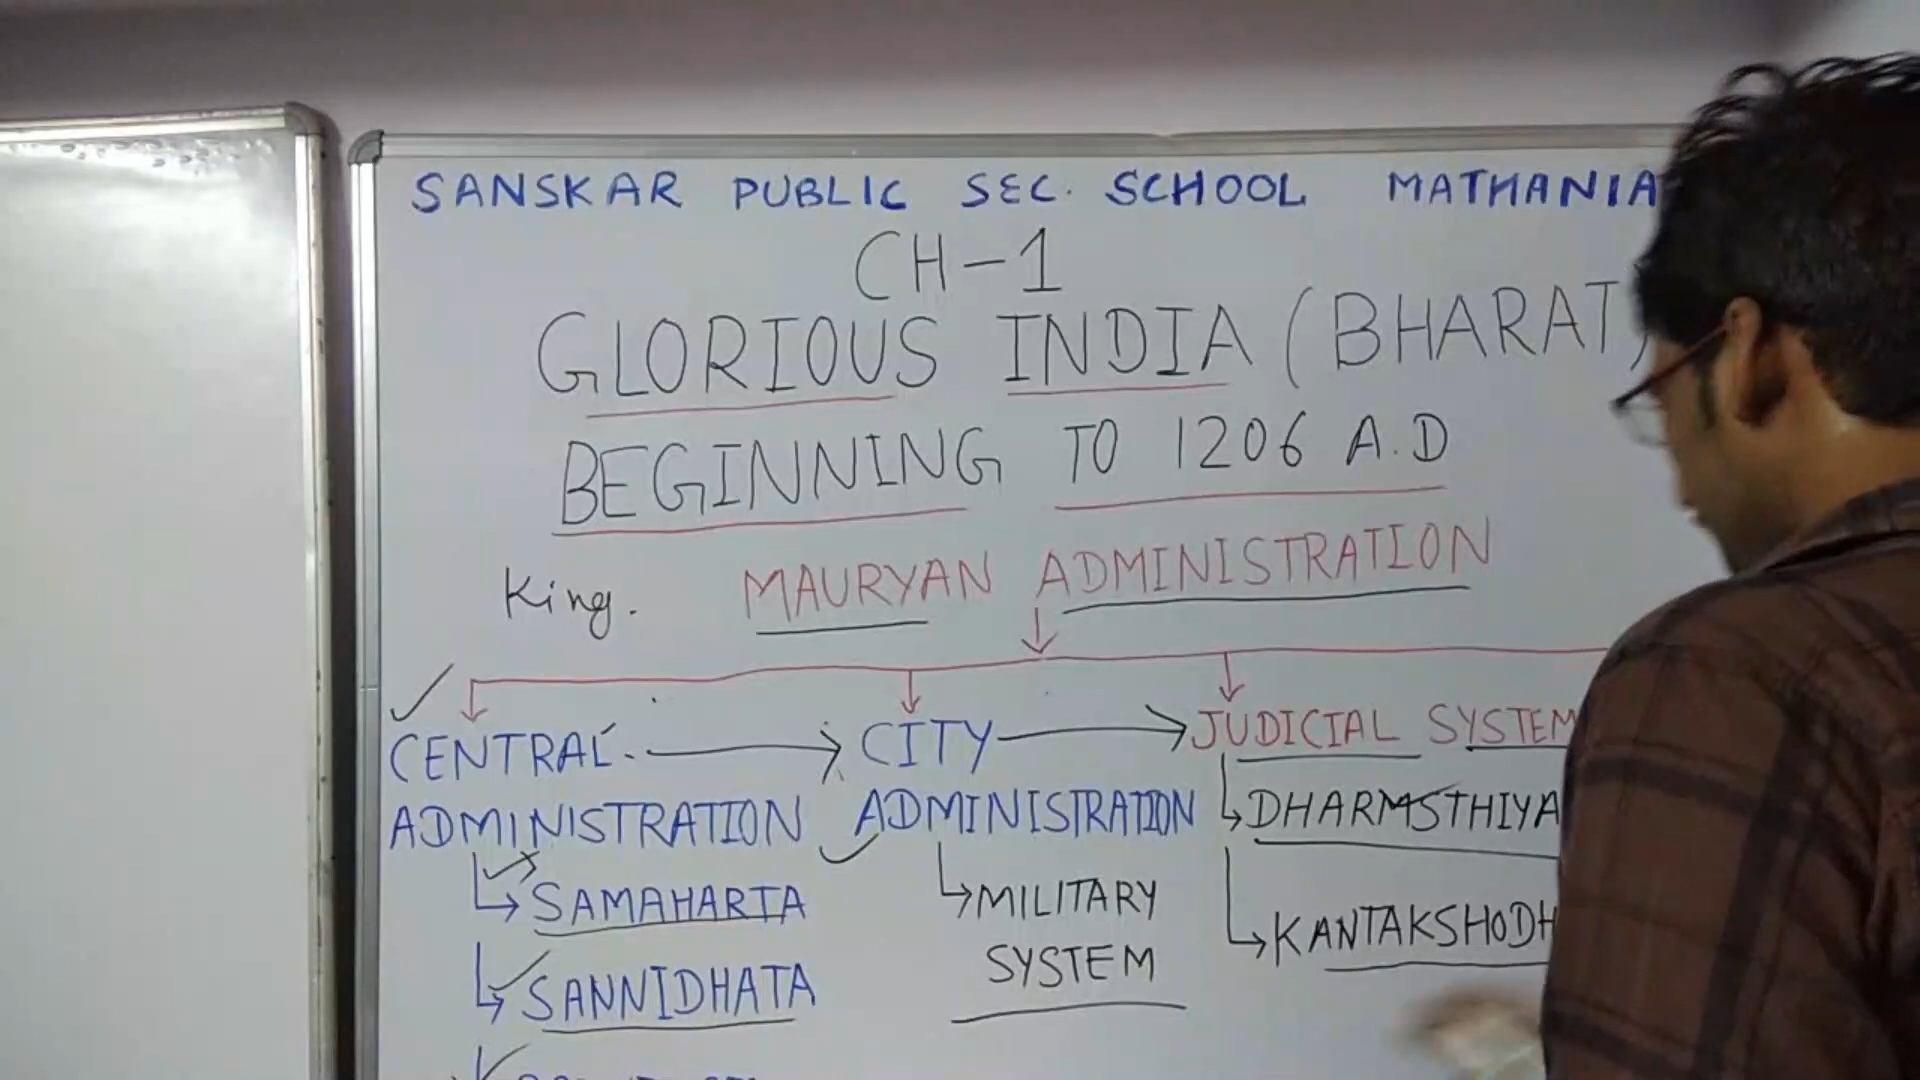 SANSKAR PUBLIC SEC. SCHOOL MATHANIA
CH-1
GLORIOUS INDIA (BHARAT)
BEGINNING TO 1206 A.D
King. MAURYAN ADMINISTRATION
CENTRAL CITY JUDICIAL SYSTEM
ADMINISTRATION ADMINISTRATION DHARMSTHIYA
SAMAHARTA MILITARY KANTAKSHODH
SANNIDHATA SYSTEM